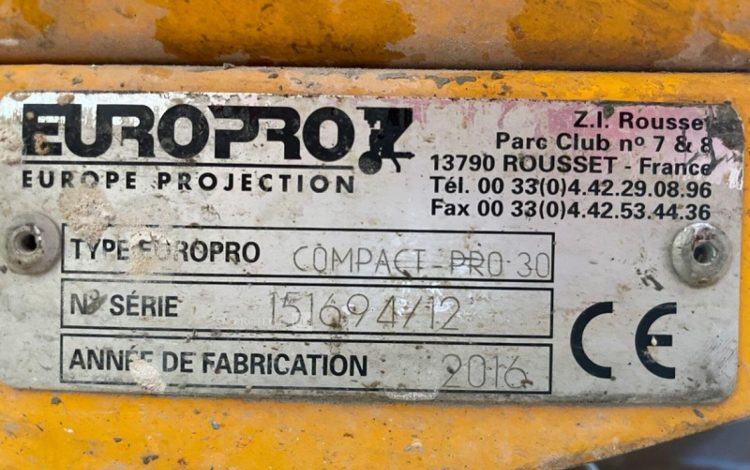 EUROPRO
EUROPE PROJECTION
Z.I. Rousset
Parc Club nº 7 & 8
13790 ROUSSET - France
Tél. 00 33(0)4.42.29.08.96
Fax 00 33(0)4.42.53.44.36
TYPE EUROPRO COMPACT-PRO 30
Nº SÉRIE 151694/12
ANNÉE DE FABRICATION 2016
CE